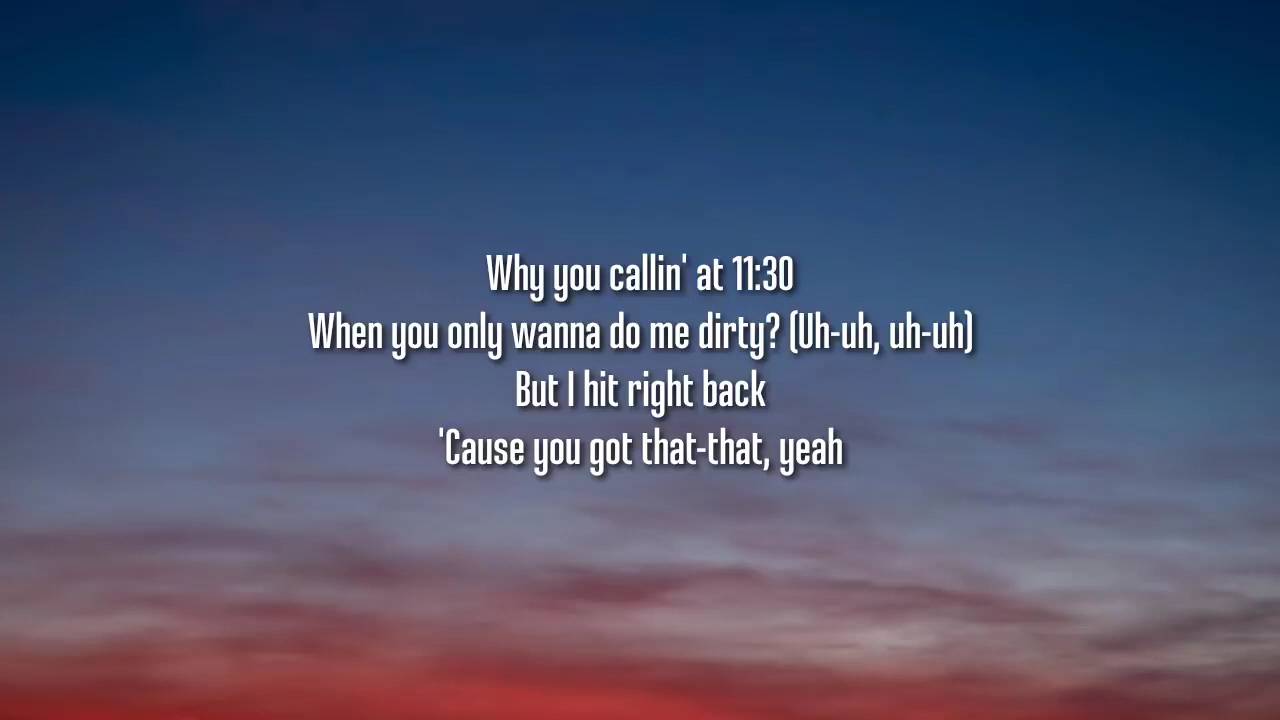 Why you callin' at 11:30
When you only wanna do me dirty? (Uh-uh, uh-uh)
But I hit right back
'Cause you got that-that, yeah